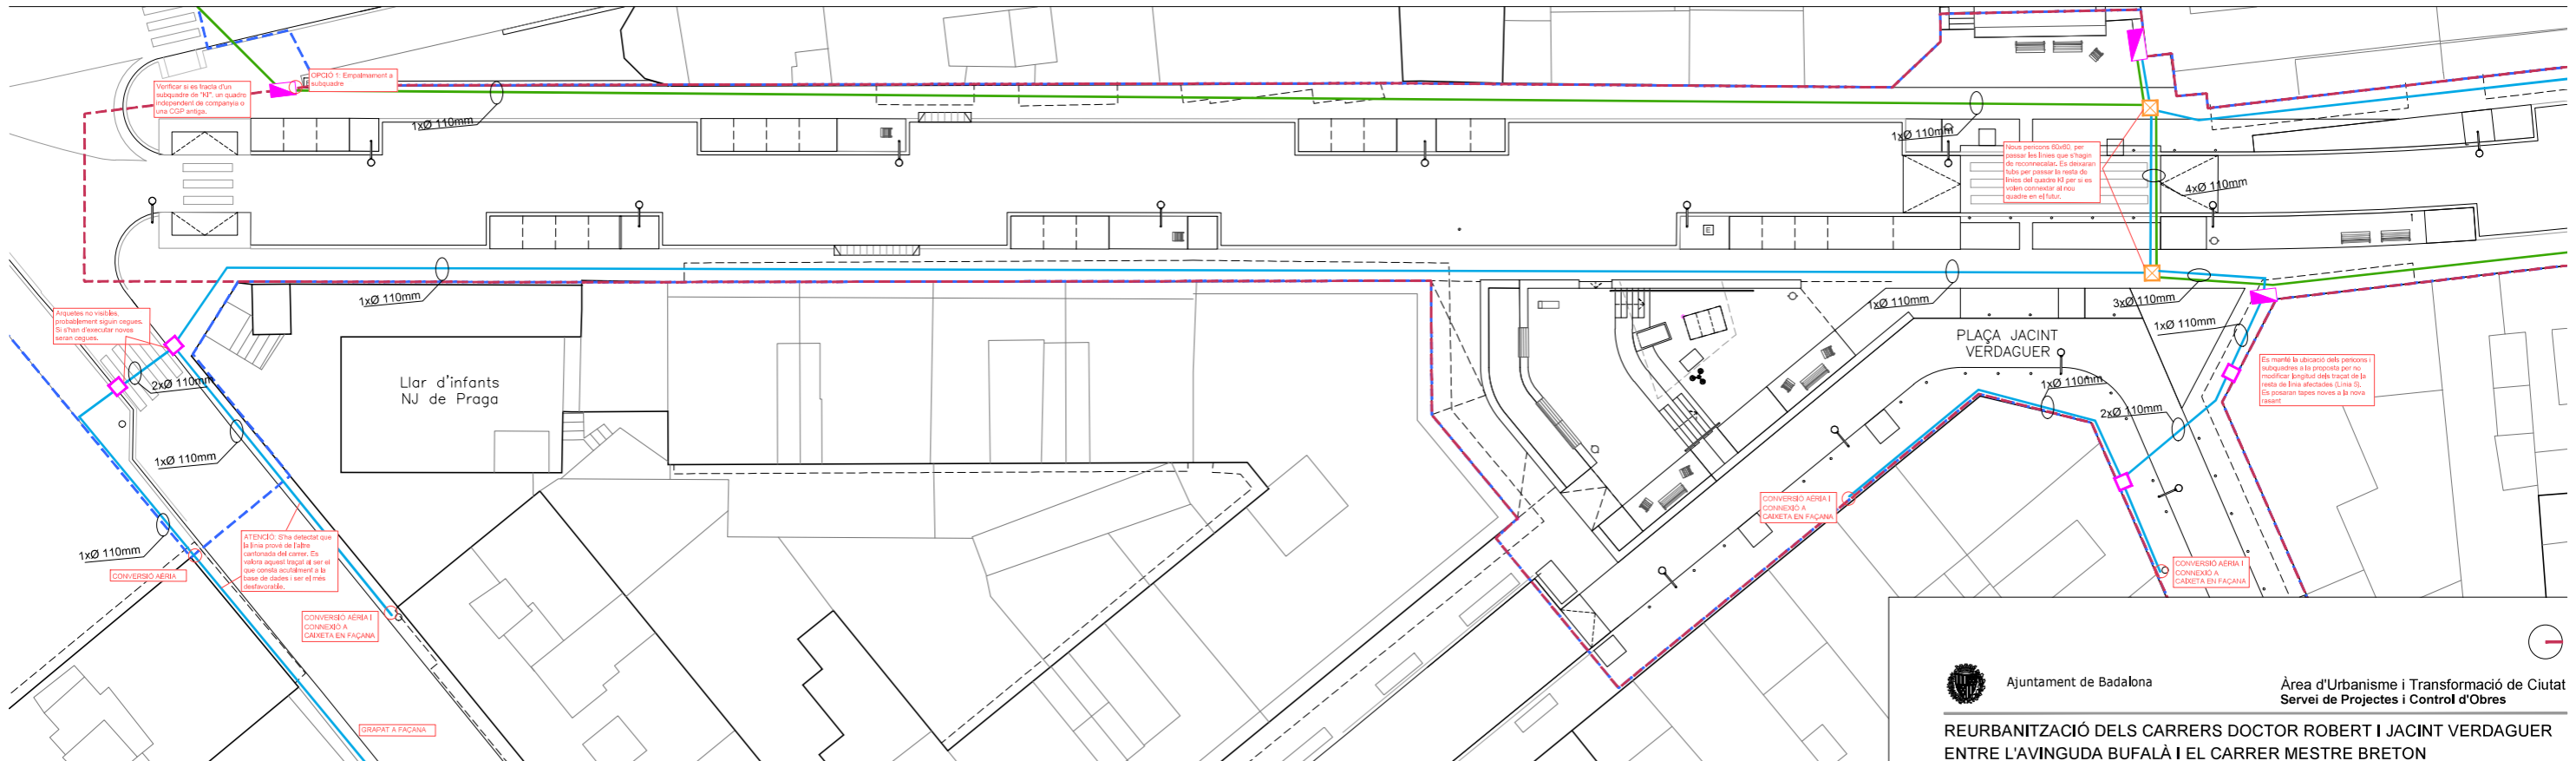 OPCIÓ 1: Empalmament a
subquadre
Verificar si es tracta d'un
subquadre de "KI", un quadre
independent de companyia o
una CGP antiga.
1xØ 110mm
1xØ 110mm
Nous pericons 60x60, per
passar les línies que s'hagin
de reconnecatar. Es deixaran
tubs per passar la resta de
línies del quadre KI per si es
volen connextar al nou
quadre en el futur.
4xØ 110mm
E
1xØ 110mm
1xØ 110mm
3xØ 110mm
1xØ 110mm
Arquetes no visibles,
probablement siguin cegues.
Si s'han d'executar noves
seran cegues.
PLAÇA JACINT
VERDAGUER
Es manté la ubicació dels pericons i
subquadres a la proposta per no
modificar longitud dels traçat de la
resta de línia afectades (Línia 5).
Es posaran tapes noves a la nova
rasant
2xØ 110mm
Llar d'infants
NJ de Praga
1xØ 110mm
2xØ 110mm
1xØ 110mm
CONVERSIÓ AÈRIA I
CONNEXIÓ A
CAIXETA EN FAÇANA
1xØ 110mm
ATENCIÓ: S'ha detectat que
la línia prové de l'altre
cantonada del carrer. Es
valora aquest traçat al ser el
que consta acutalment a la
base de dades i ser el més
desfavorable.
CONVERSIÓ AÈRIA
CONVERSIÓ AÈRIA I
CONNEXIÓ A
CAIXETA EN FAÇANA
CONVERSIÓ AÈRIA I
CONNEXIÓ A
CAIXETA EN FAÇANA
GRAPAT A FAÇANA
Ajuntament de Badalona
Àrea d'Urbanisme i Transformació de Ciutat
Servei de Projectes i Control d'Obres
REURBANITZACIÓ DELS CARRERS DOCTOR ROBERT I JACINT VERDAGUER
ENTRE L'AVINGUDA BUFALÀ I EL CARRER MESTRE BRETON